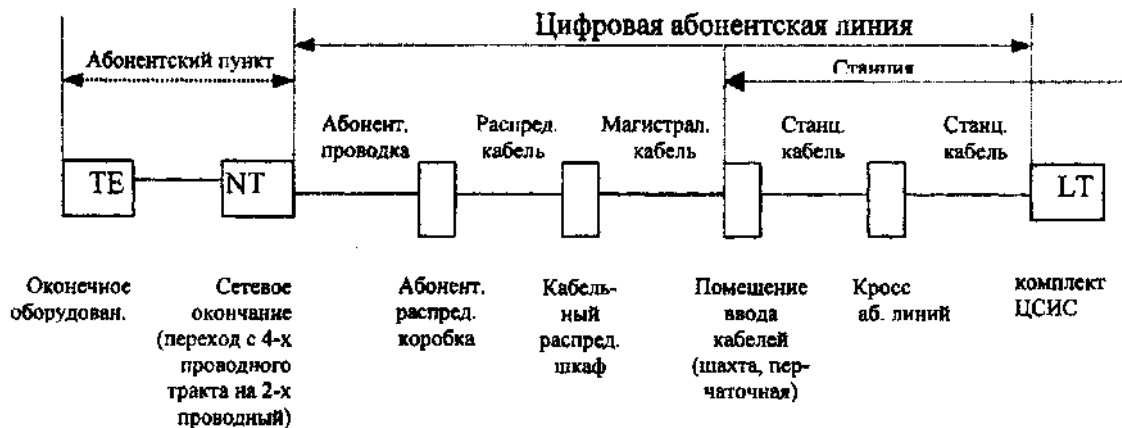 Цифровая абонентская линия
Абонентский пункт
Станция
Абонент.
проводка
Распред.
кабель
Магистрал.
кабель
Станц.
кабель
Станц.
кабель
TE
NT
LT
Оконечное
оборудован.
Сетевое
окончание
(переход с 4-х
проводного
тракта на 2-х
проводный)
Абонент.
распред.
коробка
Кабель-
ный
распред.
шкаф
Помешение
ввода
кабелей
(шахта, пер-
чаточная)
Кросс
аб. линий
комплект
ЦСИС